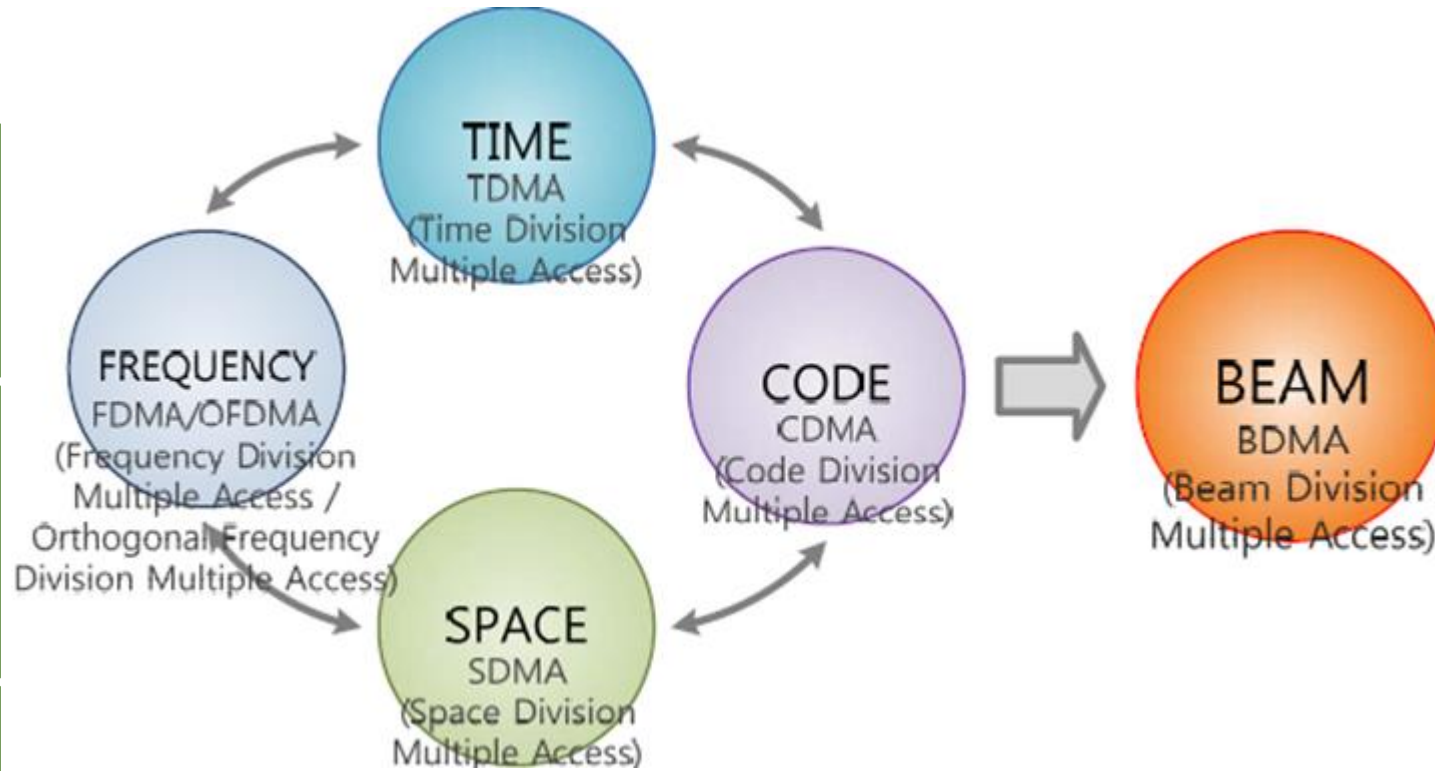 TIME
TDMA
(Time Division
Multiple Access)
FREQUENCY
FDMA/OFDMA
(Frequency Division
Multiple Access /
Orthogonal Frequency
Division Multiple Access)
CODE
CDMA
(Code Division
Multiple Access)
SPACE
SDMA
(Space Division
Multiple Access)
BEAM
BDMA
(Beam Division
Multiple Access)